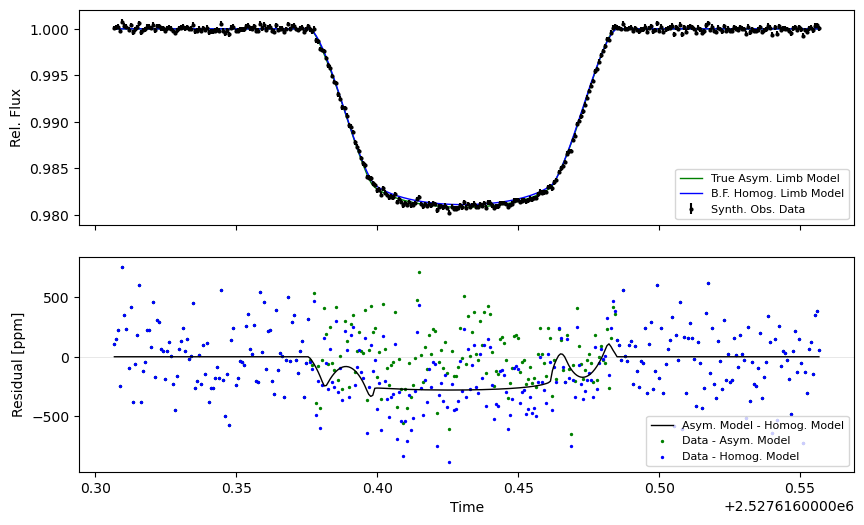 1.000
0.995
0.990
0.985
0.980
Rel. Flux
True Asym. Limb Model
B.F. Homog. Limb Model
Synth. Obs. Data
500
0
−500
Residual [ppm]
Asym. Model - Homog. Model
Data - Asym. Model
Data - Homog. Model
0.30 0.35 0.40 0.45 0.50 0.55
Time
+2.5276160000e6